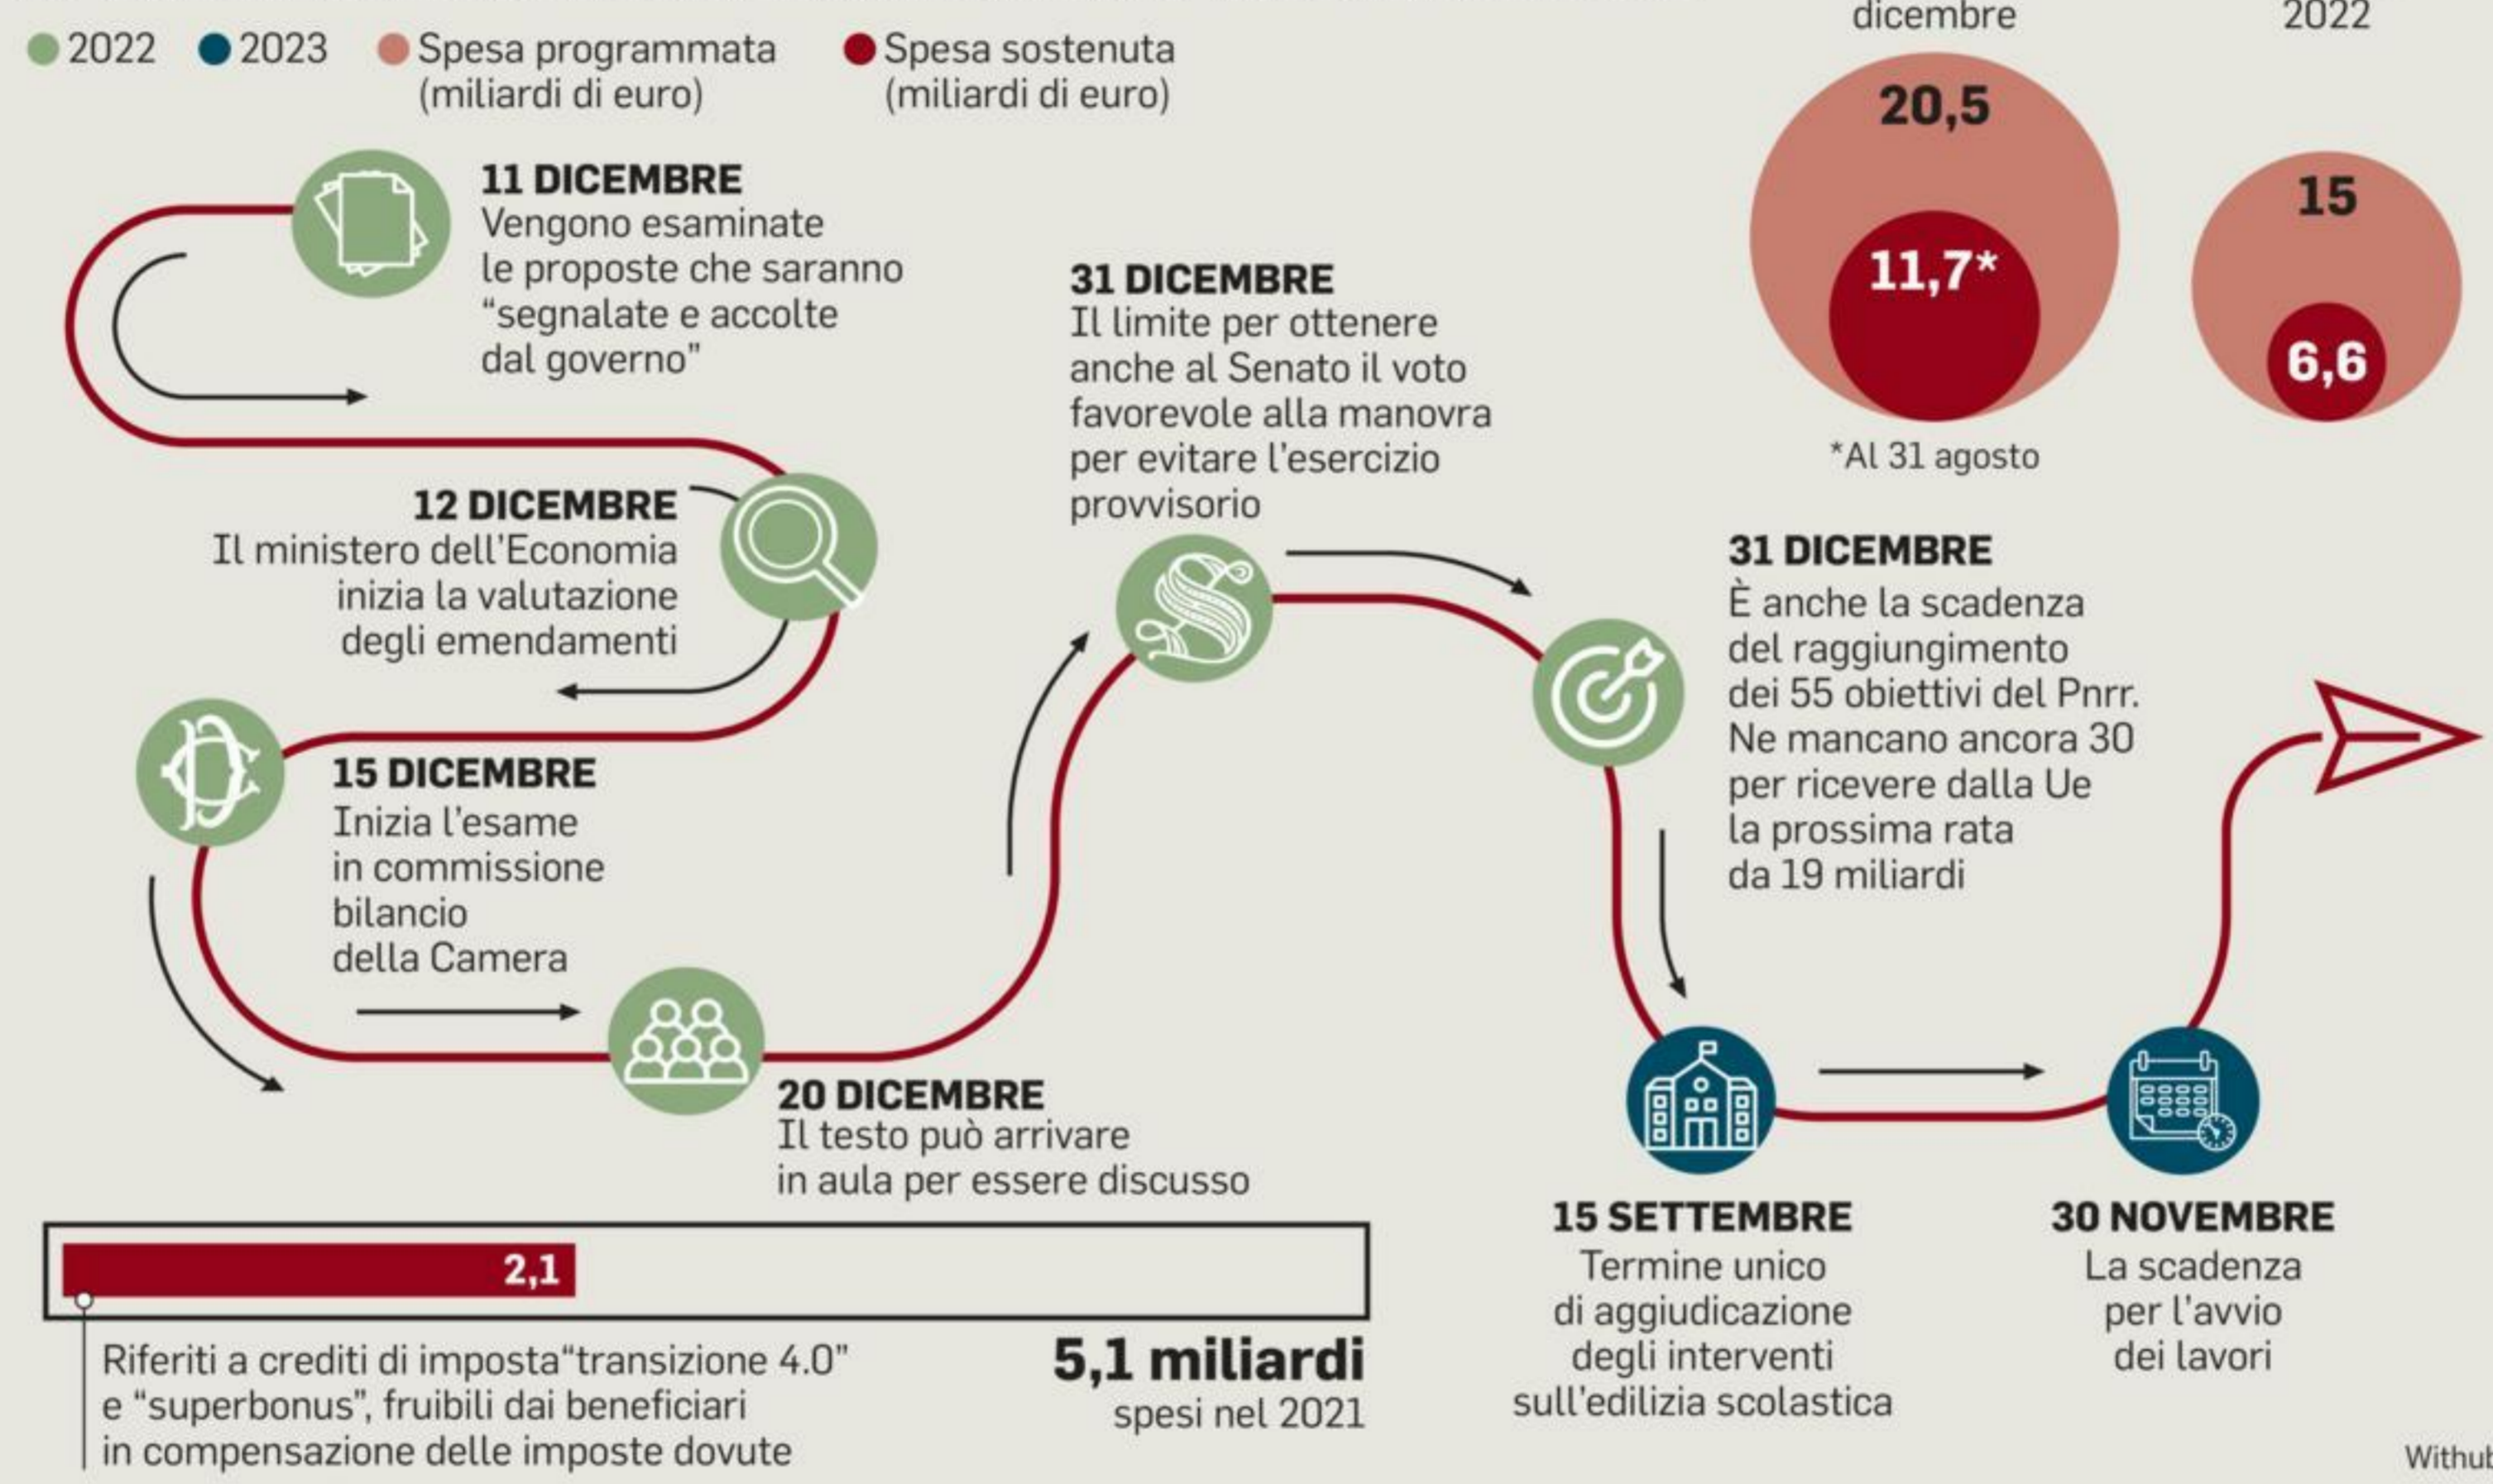 2022
2023
Spesa programmata
(miliardi di euro)
Spesa sostenuta
(miliardi di euro)
dicembre
2022
20,5
11,7*
15
6,6
*Al 31 agosto
11 DICEMBRE
Vengono esaminate
le proposte che saranno
“segnalate e accolte
dal governo”
12 DICEMBRE
Il ministero dell'Economia
inizia la valutazione
degli emendamenti
15 DICEMBRE
Inizia l'esame
in commissione
bilancio
della Camera
20 DICEMBRE
Il testo può arrivare
in aula per essere discusso
31 DICEMBRE
Il limite per ottenere
anche al Senato il voto
favorevole alla manovra
per evitare l'esercizio
provvisorio
31 DICEMBRE
È anche la scadenza
del raggiungimento
dei 55 obiettivi del Pnrr.
Ne mancano ancora 30
per ricevere dalla Ue
la prossima rata
da 19 miliardi
15 SETTEMBRE
Termine unico
di aggiudicazione
degli interventi
sull'edilizia scolastica
30 NOVEMBRE
La scadenza
per l'avvio
dei lavori
2,1
Riferiti a crediti di imposta“transizione 4.0”
e “superbonus”, fruibili dai beneficiari
in compensazione delle imposte dovute
5,1 miliardi
spesi nel 2021
Withub